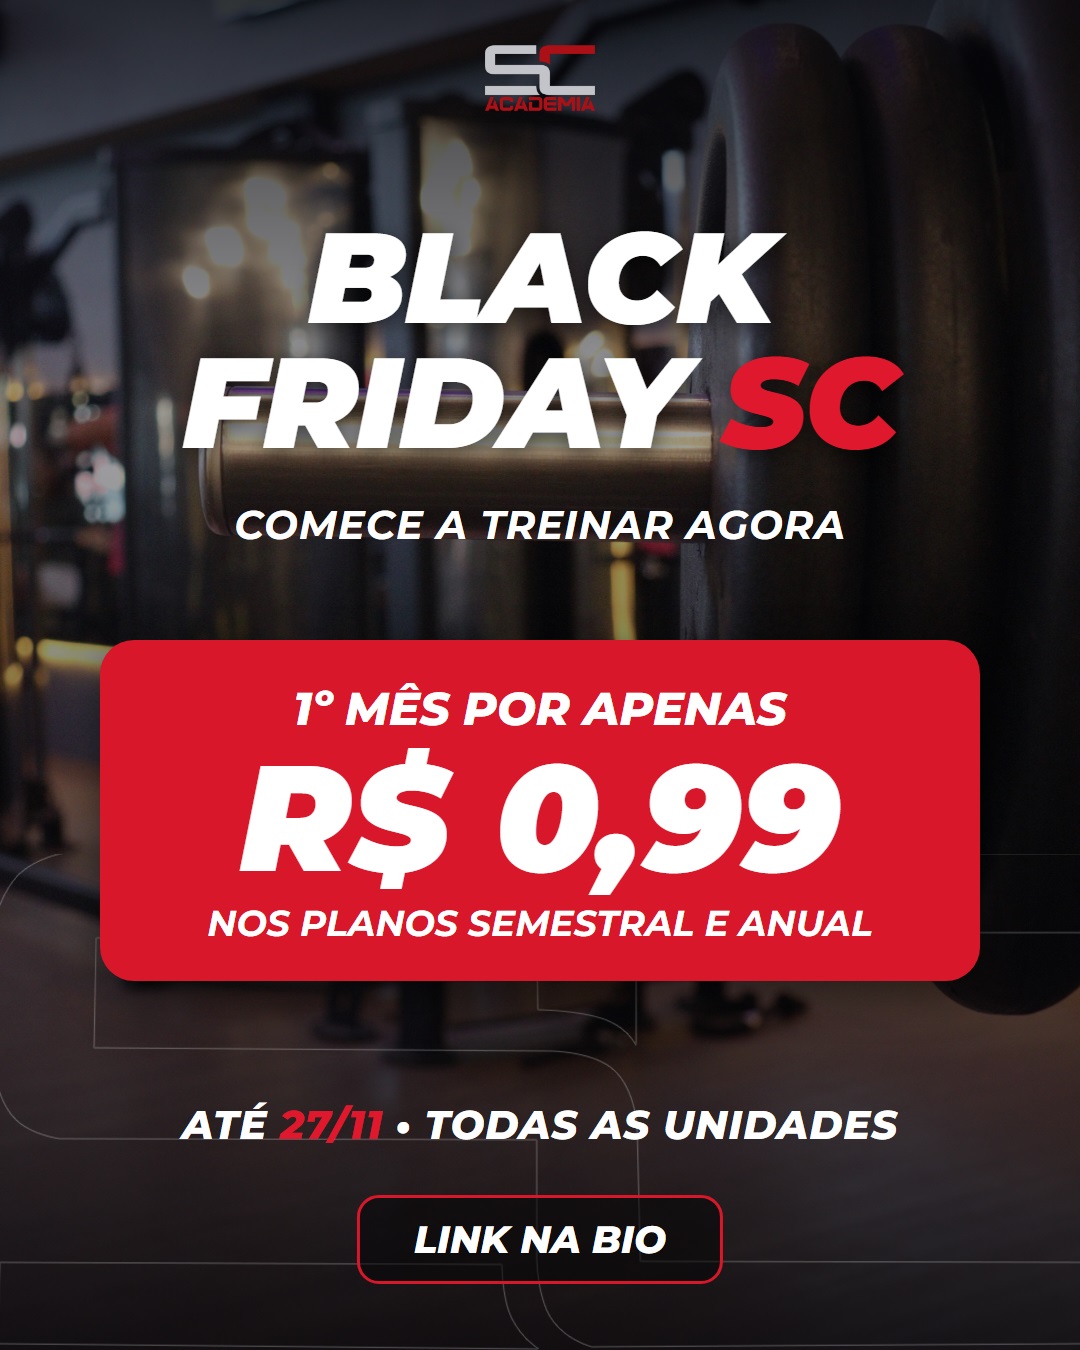 SC
ACADEMIA
BLACK
FRIDAY SC
COMECE A TREINAR AGORA
1º MÊS POR APENAS
R$ 0,99
NOS PLANOS SEMESTRAL E ANUAL
ATÉ 27/11 • TODAS AS UNIDADES
LINK NA BIO